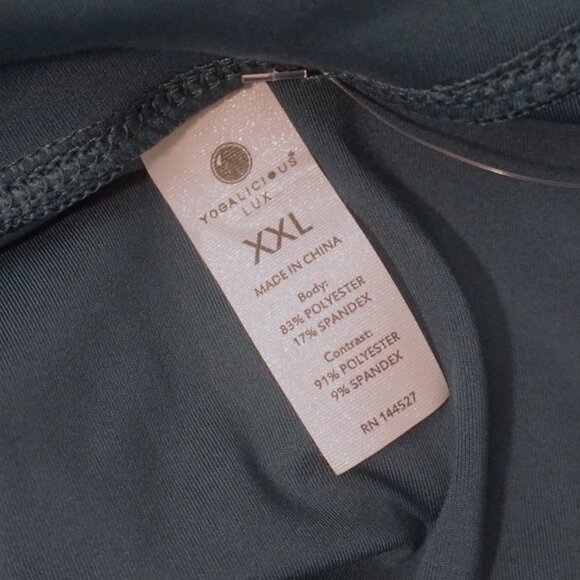 YOGALICIOUS®
LUX
XXL
MADE IN CHINA
Body:
83% POLYESTER
17% SPANDEX
Contrast:
91% POLYESTER
9% SPANDEX
RN 144527